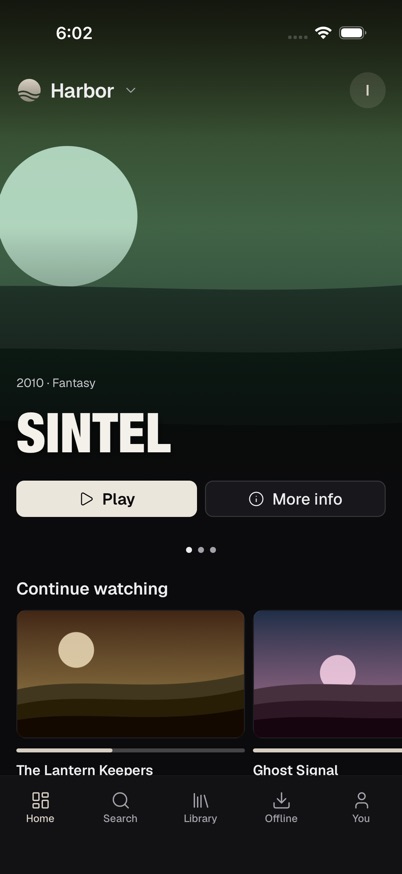 6:02
Harbor
I
2010 · Fantasy
SINTEL
Play
More info
Continue watching
The Lantern Keepers
Ghost Signal
Home
Search
Library
Offline
You